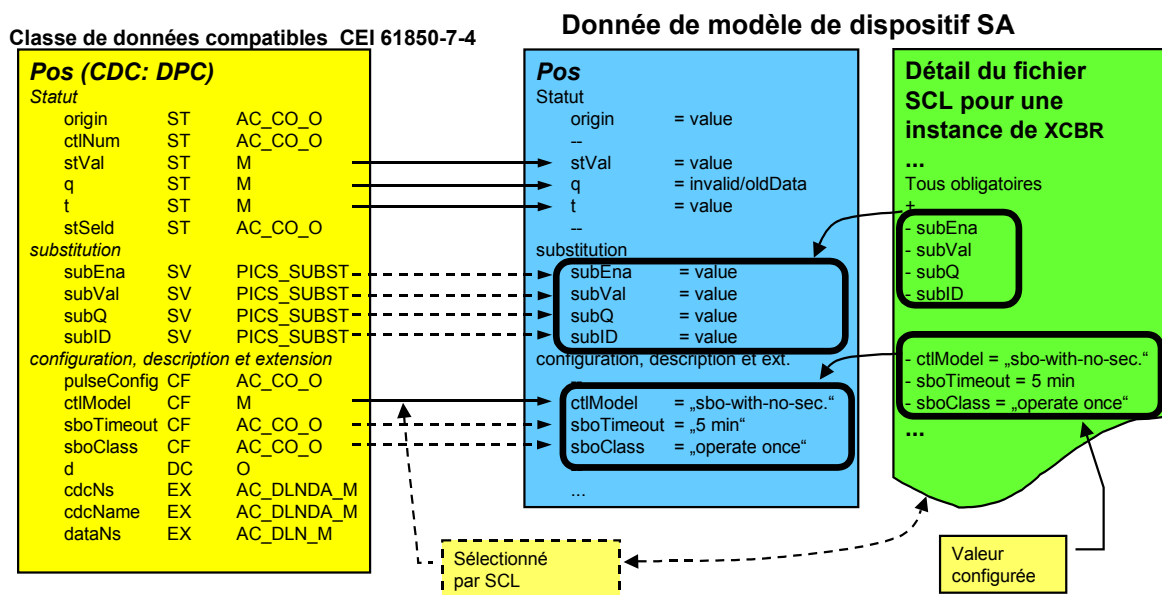 Classe de données compatibles CEI 61850-7-4
Pos (CDC: DPC)
Statut
origin ST AC_CO_O
ctlNum ST AC_CO_O
stVal ST M
q ST M
t ST M
stSeld ST AC_CO_O
substitution
subEna SV PICS_SUBST
subVal SV PICS_SUBST
subQ SV PICS_SUBST
subID SV PICS_SUBST
configuration, description et extension
pulseConfig CF AC_CO_O
ctlModel CF M
sboTimeout CF AC_CO_O
sboClass CF AC_CO_O
d DC O
cdcNs EX AC_DLNDA_M
cdcName EX AC_DLNDA_M
dataNs EX AC_DLN_M
Donnée de modèle de dispositif SA
Pos
Statut
origin = value
--
stVal = value
q = invalid/oldData
t = value
--
substitution
subEna = value
subVal = value
subQ = value
subID = value
configuration, description et ext.
--
ctlModel = „sbo-with-no-sec.“
sboTimeout = „5 min“
sboClass = „operate once“
...
Détail du fichier
SCL pour une
instance de XCBR
...
Tous obligatoires
+
- subEna
- subVal
- subQ
- subID
- ctlModel = „sbo-with-no-sec.“
- sboTimeout = 5 min
- sboClass = „operate once“
...
Sélectionné
par SCL
Valeur
configurée